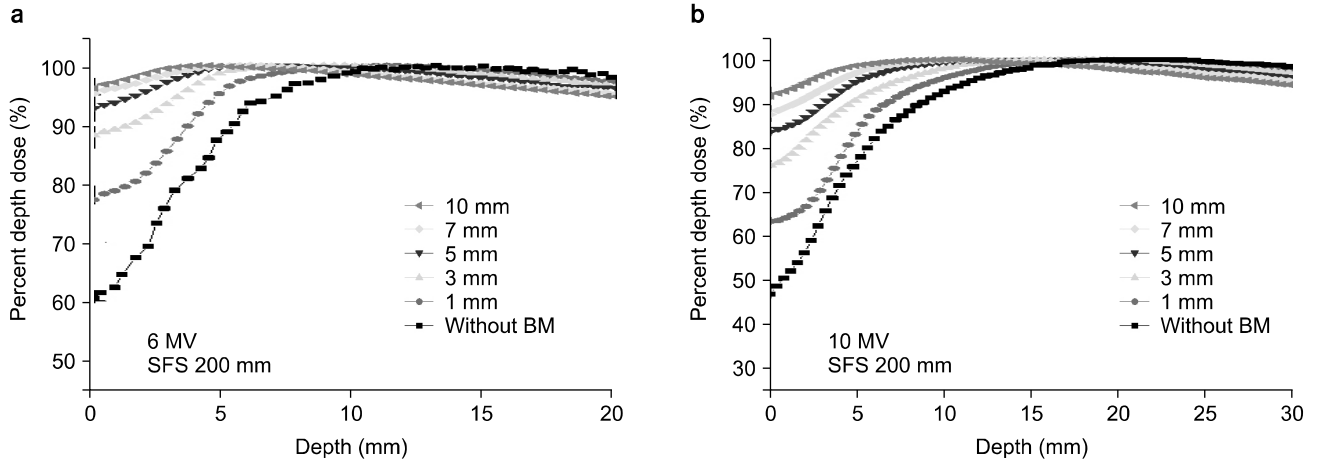 a
Percent depth dose (%)
100
90
80
70
60
50
10 mm
7 mm
5 mm
3 mm
1 mm
Without BM
6 MV
SFS 200 mm
0 5 10 15 20
Depth (mm)
b
Percent depth dose (%)
100
90
80
70
60
50
40
30
10 mm
7 mm
5 mm
3 mm
1 mm
Without BM
10 MV
SFS 200 mm
0 5 10 15 20 25 30
Depth (mm)